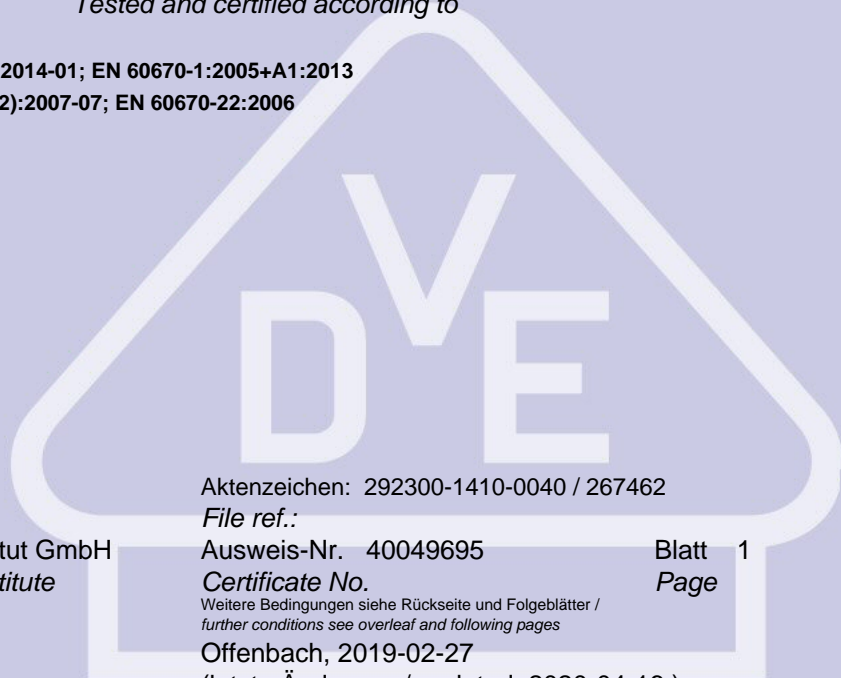 Tested and certified according to
2014-01; EN 60670-1:2005+A1:2013
2):2007-07; EN 60670-22:2006
VDE
Aktenzeichen: 292300-1410-0040 / 267462
File ref.:
tut GmbH Ausweis-Nr. 40049695 Blatt 1
titute Certificate No. Page
Weitere Bedingungen siehe Rückseite und Folgeblätter /
further conditions see overleaf and following pages
Offenbach, 2019-02-27